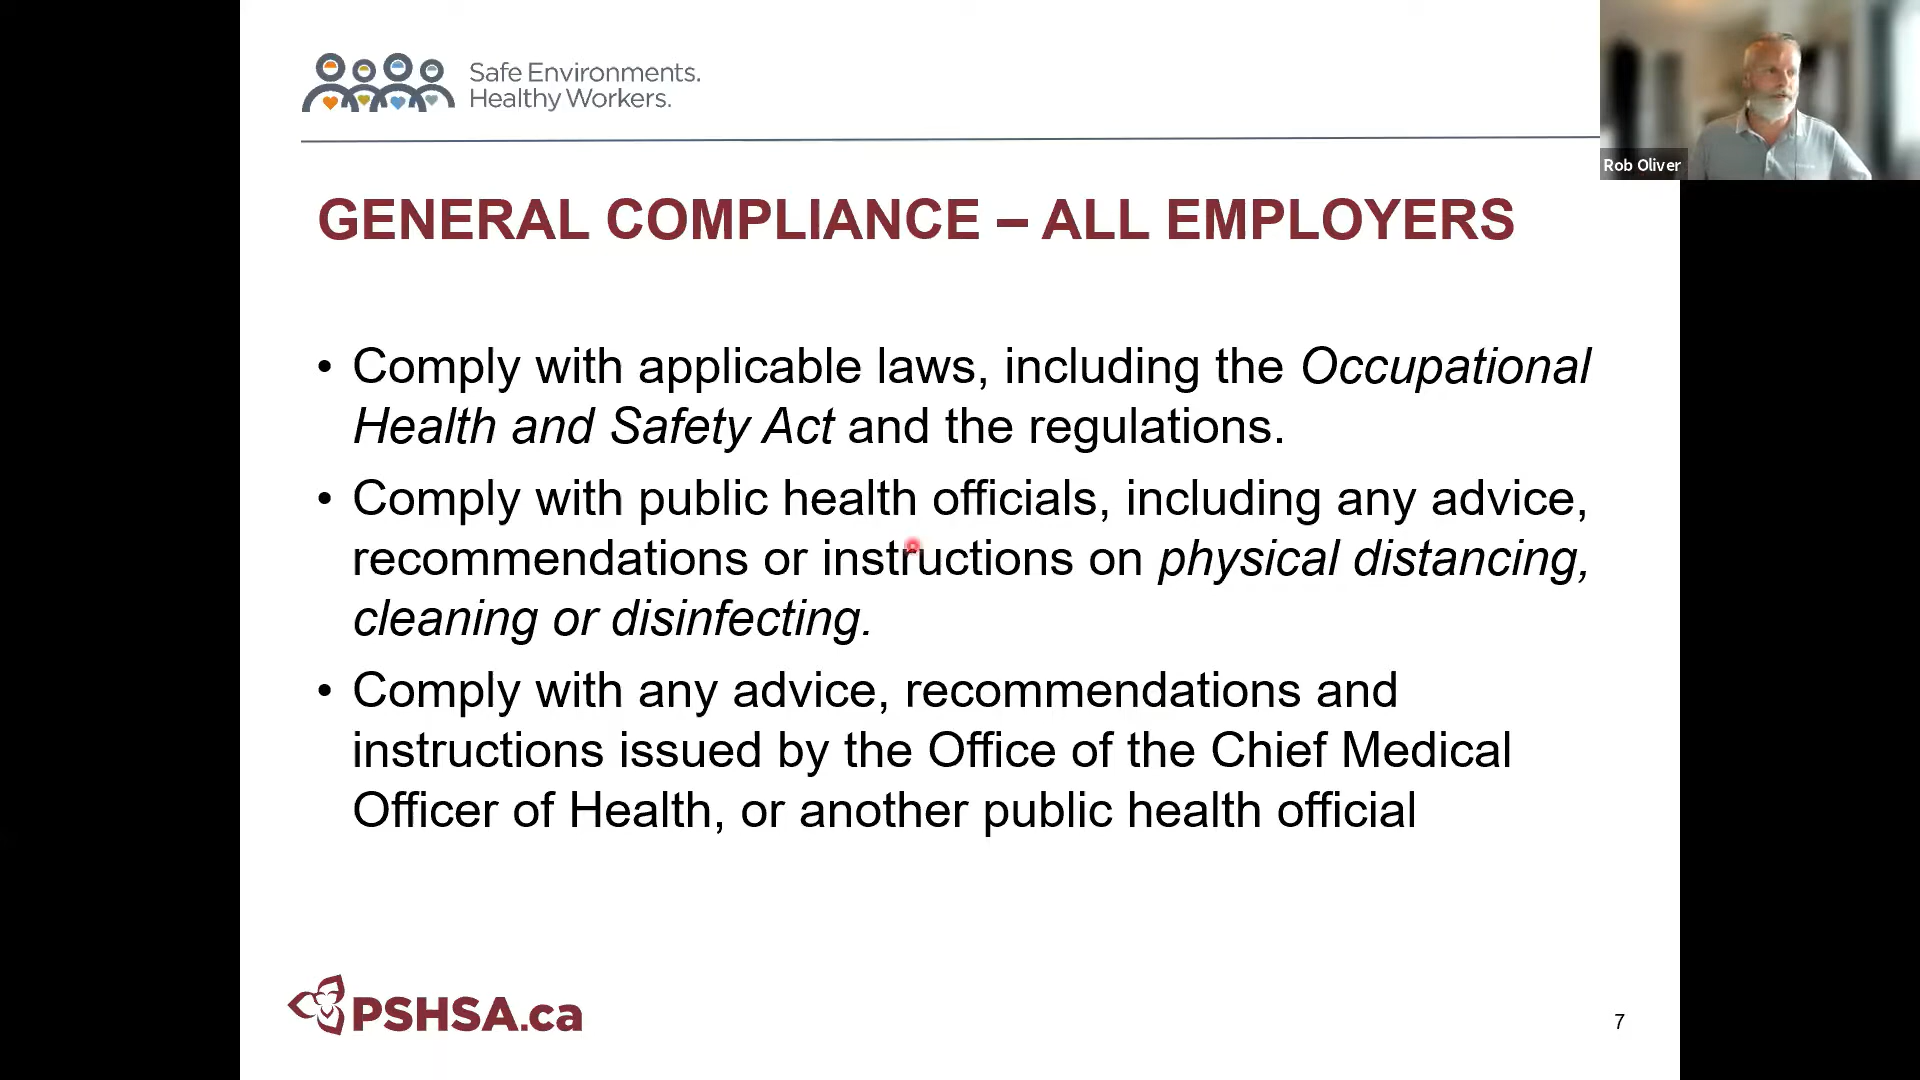 Safe Environments.
Healthy Workers.
Rob Oliver
GENERAL COMPLIANCE – ALL EMPLOYERS
• Comply with applicable laws, including the Occupational
Health and Safety Act and the regulations.
• Comply with public health officials, including any advice,
recommendations or instructions on physical distancing,
cleaning or disinfecting.
• Comply with any advice, recommendations and
instructions issued by the Office of the Chief Medical
Officer of Health, or another public health official
PSHSA.ca
7